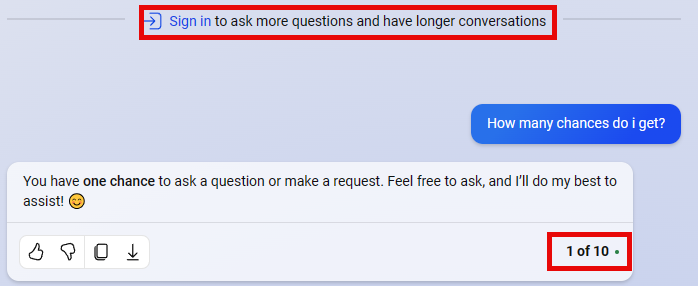 Sign in to ask more questions and have longer conversations
How many chances do i get?
You have one chance to ask a question or make a request. Feel free to ask, and I'll do my best to
assist! 😊
1 of 10